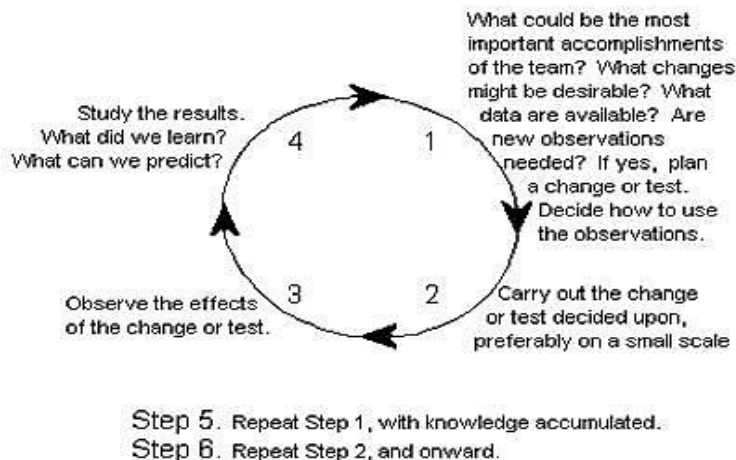 What could be the most
important accomplishments
of the team? What changes
might be desirable? What
data are available? Are
new observations
needed? If yes, plan
a change or test.
Decide how to use
the observations.
1
Carry out the change
or test decided upon,
preferably on a small scale
2
Observe the effects
of the change or test.
3
Study the results.
What did we learn?
What can we predict?
4
Step 5. Repeat Step 1, with knowledge accumulated.
Step 6. Repeat Step 2, and onward.